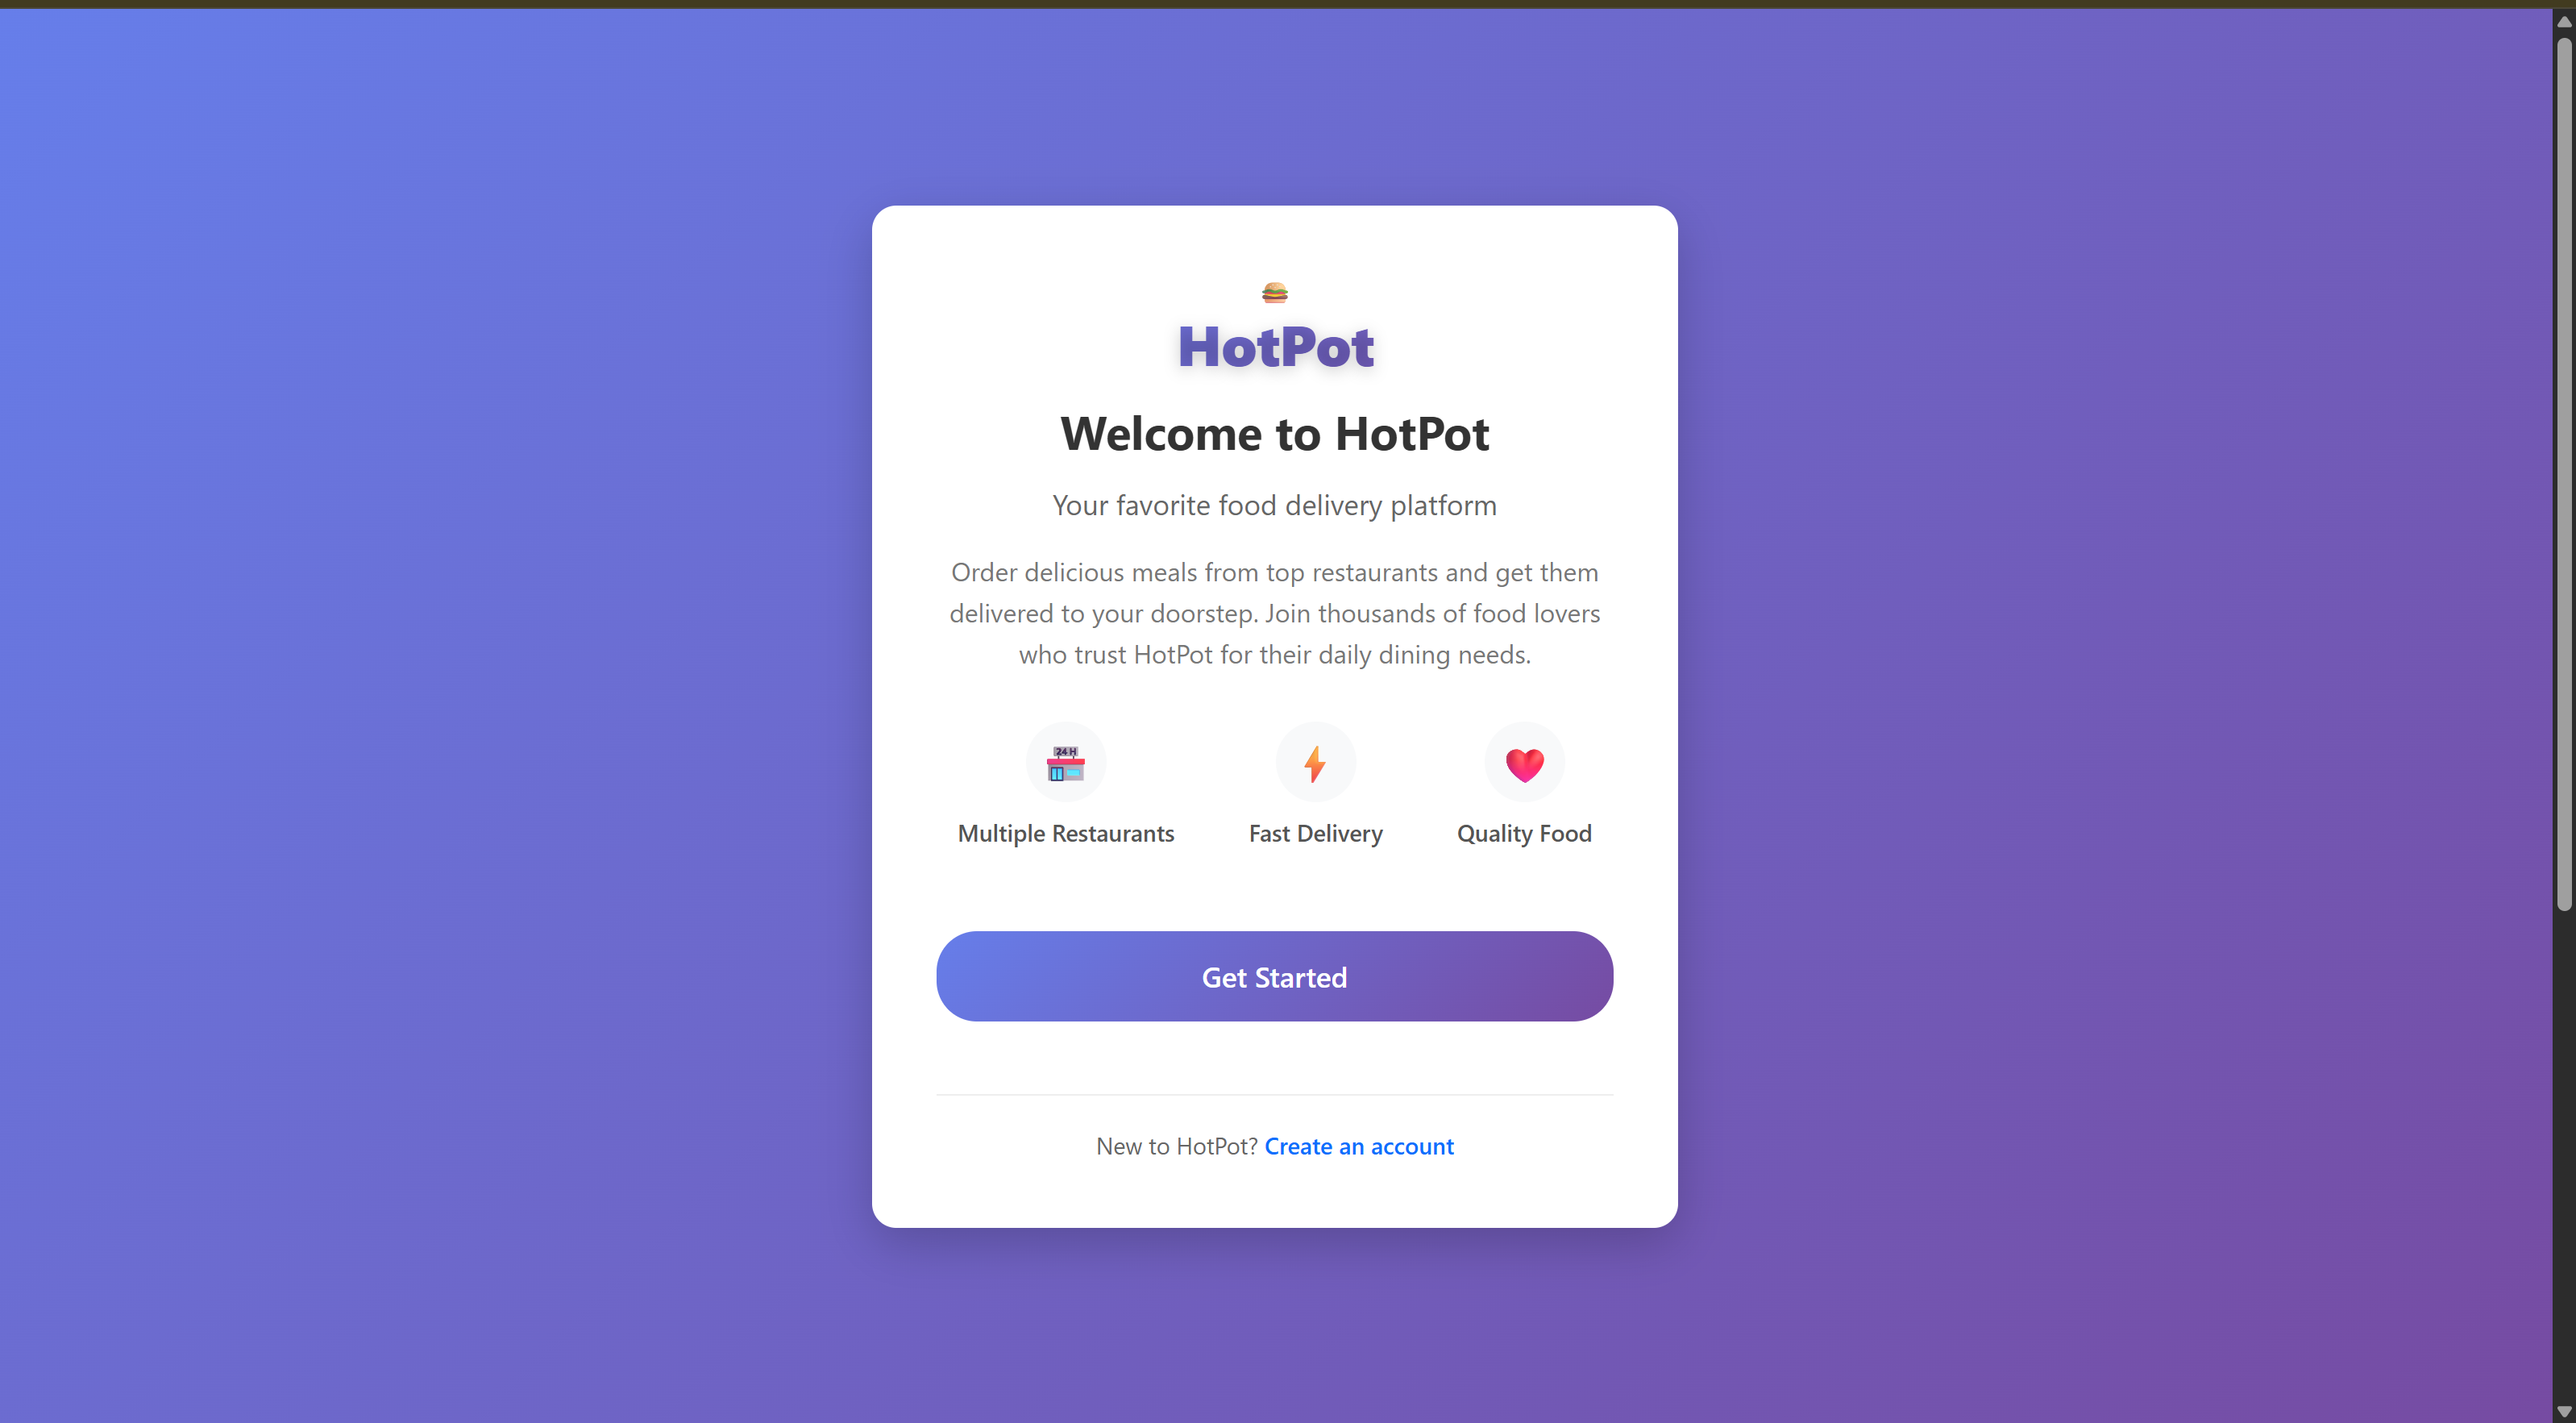 HotPot
Welcome to HotPot
Your favorite food delivery platform
Order delicious meals from top restaurants and get them
delivered to your doorstep. Join thousands of food lovers
who trust HotPot for their daily dining needs.
24 H
Multiple Restaurants
Fast Delivery
Quality Food
Get Started
New to HotPot? Create an account